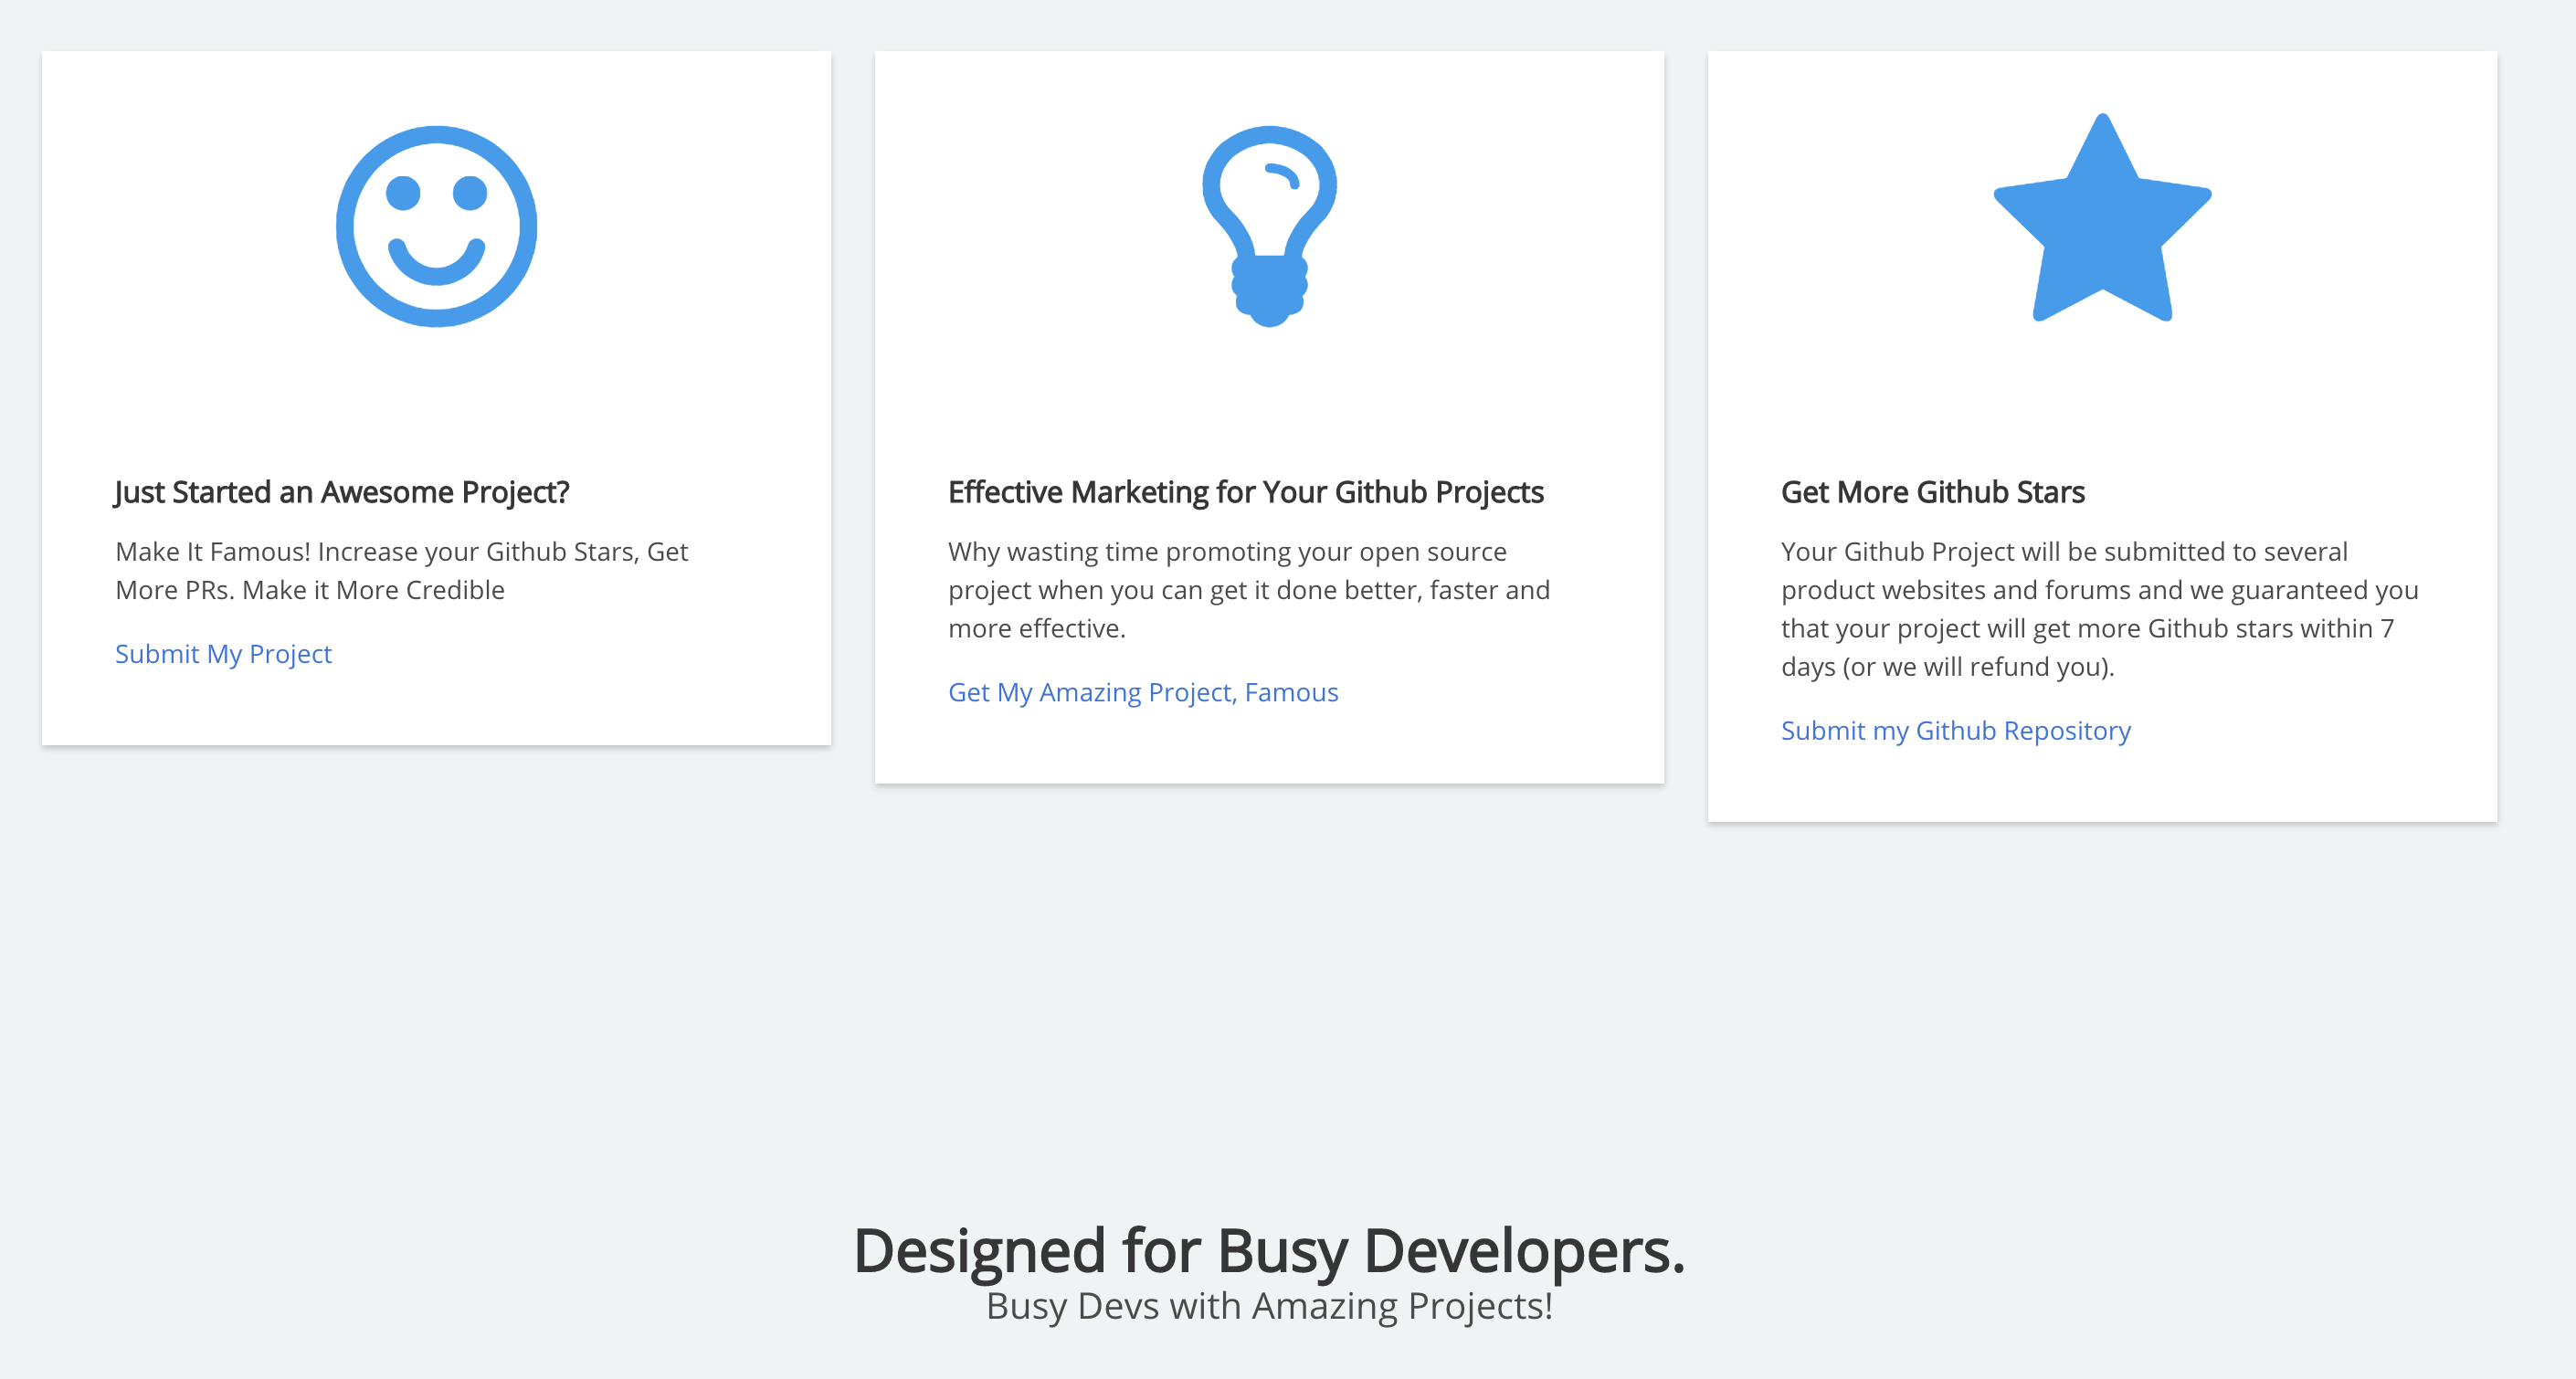 Just Started an Awesome Project?
Make It Famous! Increase your Github Stars, Get
More PRs. Make it More Credible
Submit My Project
Effective Marketing for Your Github Projects
Why wasting time promoting your open source
project when you can get it done better, faster and
more effective.
Get My Amazing Project, Famous
Get More Github Stars
Your Github Project will be submitted to several
product websites and forums and we guaranteed you
that your project will get more Github stars within 7
days (or we will refund you).
Submit my Github Repository
Designed for Busy Developers.
Busy Devs with Amazing Projects!